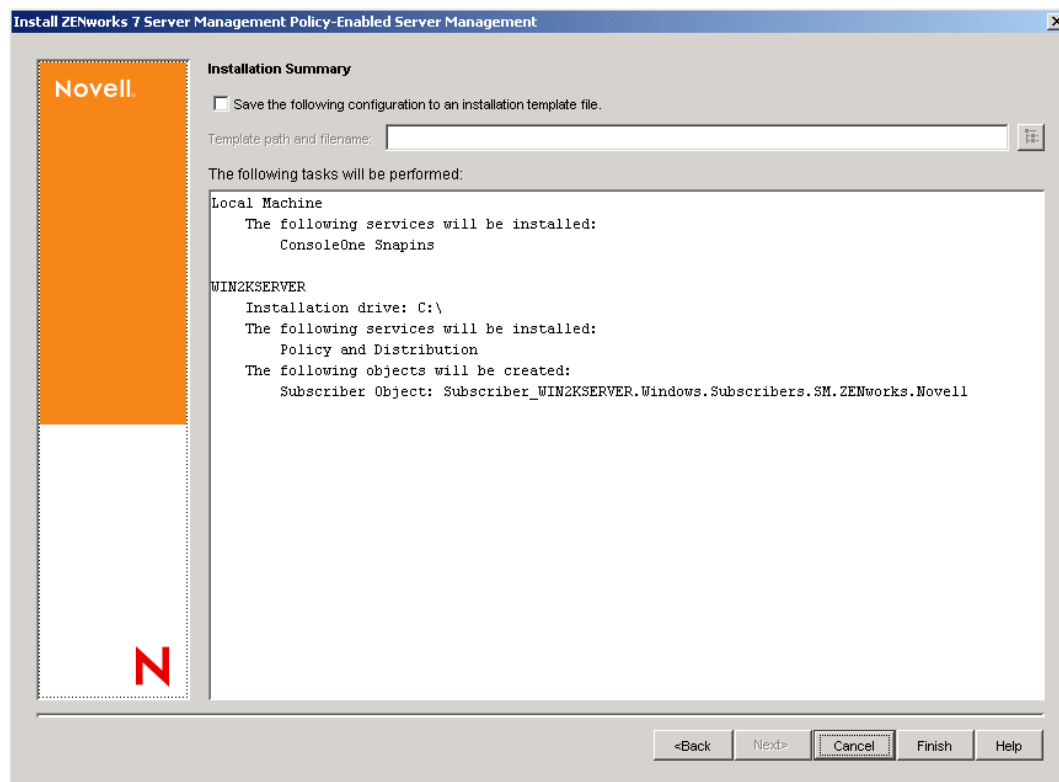 Install ZENworks 7 Server Management Policy-Enabled Server Management
Novell.
Installation Summary
Save the following configuration to an installation template file.
Template path and filename:
The following tasks will be performed:
Local Machine
The following services will be installed:
ConsoleOne Snapins
WIN2KSERVER
Installation drive: C:\
The following services will be installed:
Policy and Distribution
The following objects will be created:
Subscriber Object: Subscriber_WIN2KSERVER.Windows.Subscribers.SM.ZENworks.Novell
N
<Back
Next>
Cancel
Finish
Help